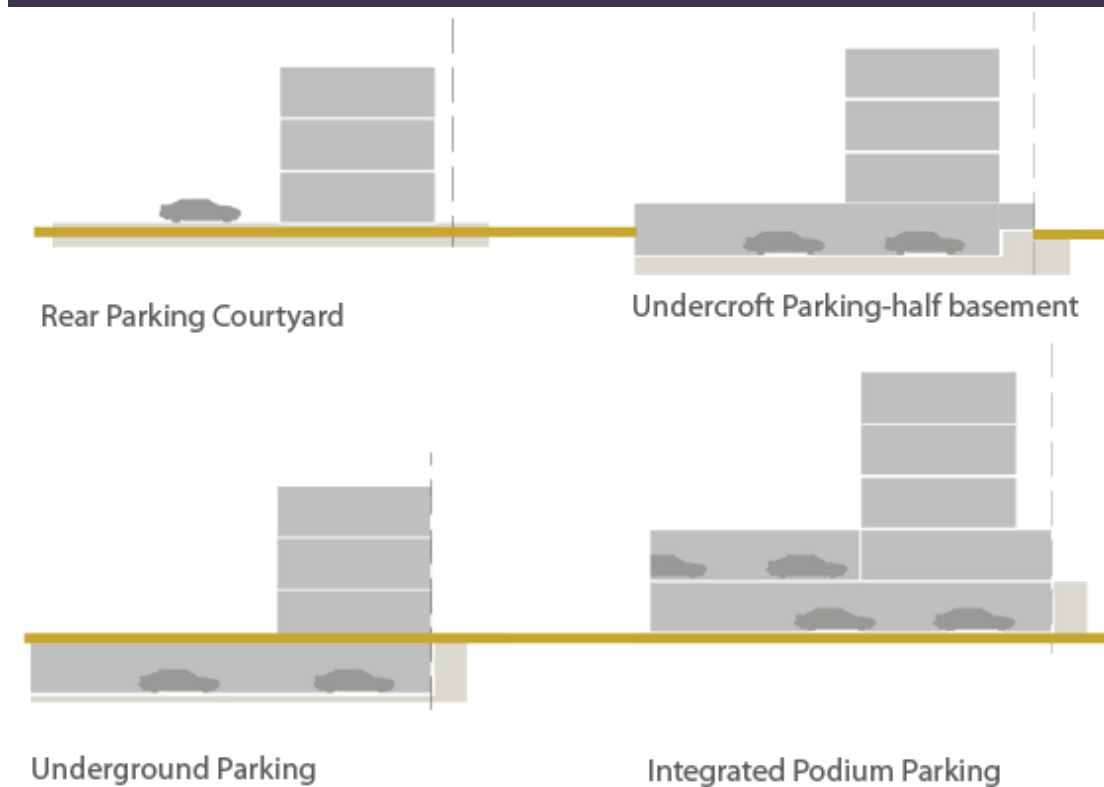 Rear Parking Courtyard
Undercroft Parking-half basement
Underground Parking
Integrated Podium Parking